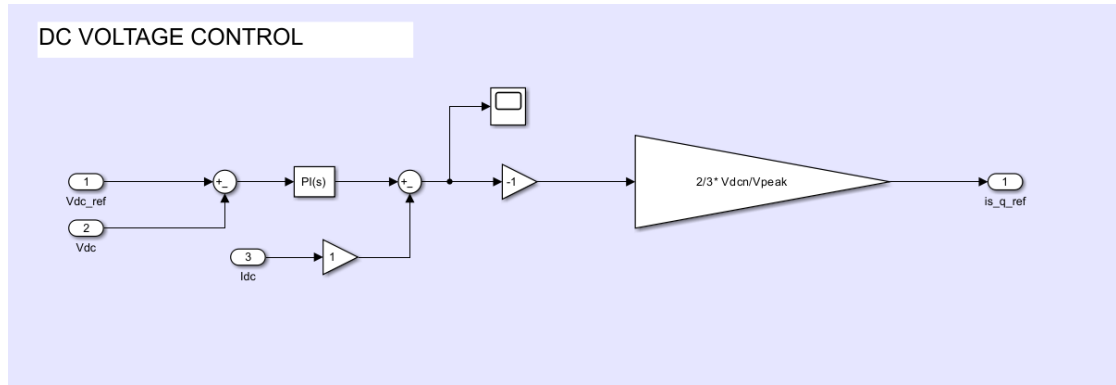 DC VOLTAGE CONTROL
1
Vdc_ref
2
Vdc
+
_
PI(s)
3
Idc
1
+
_
-1
2/3* Vdcn/Vpeak
1
is_q_ref